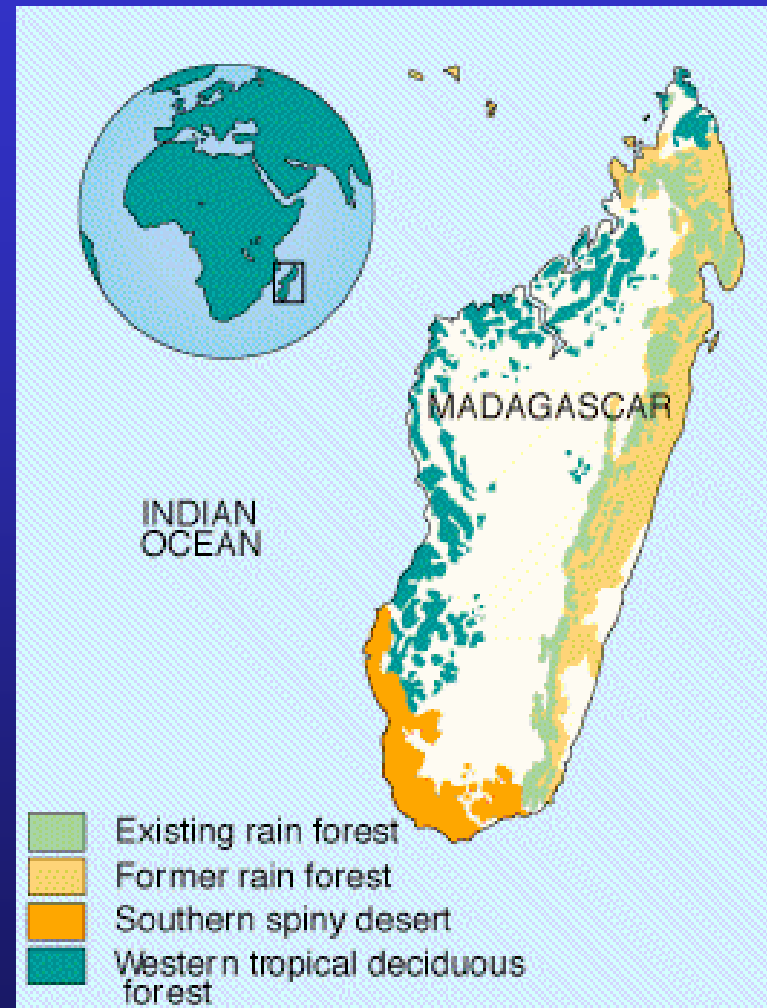 MADAGASCAR
INDIAN
OCEAN
Existing rain forest
Former rain forest
Southern spiny desert
Western tropical deciduous
forest